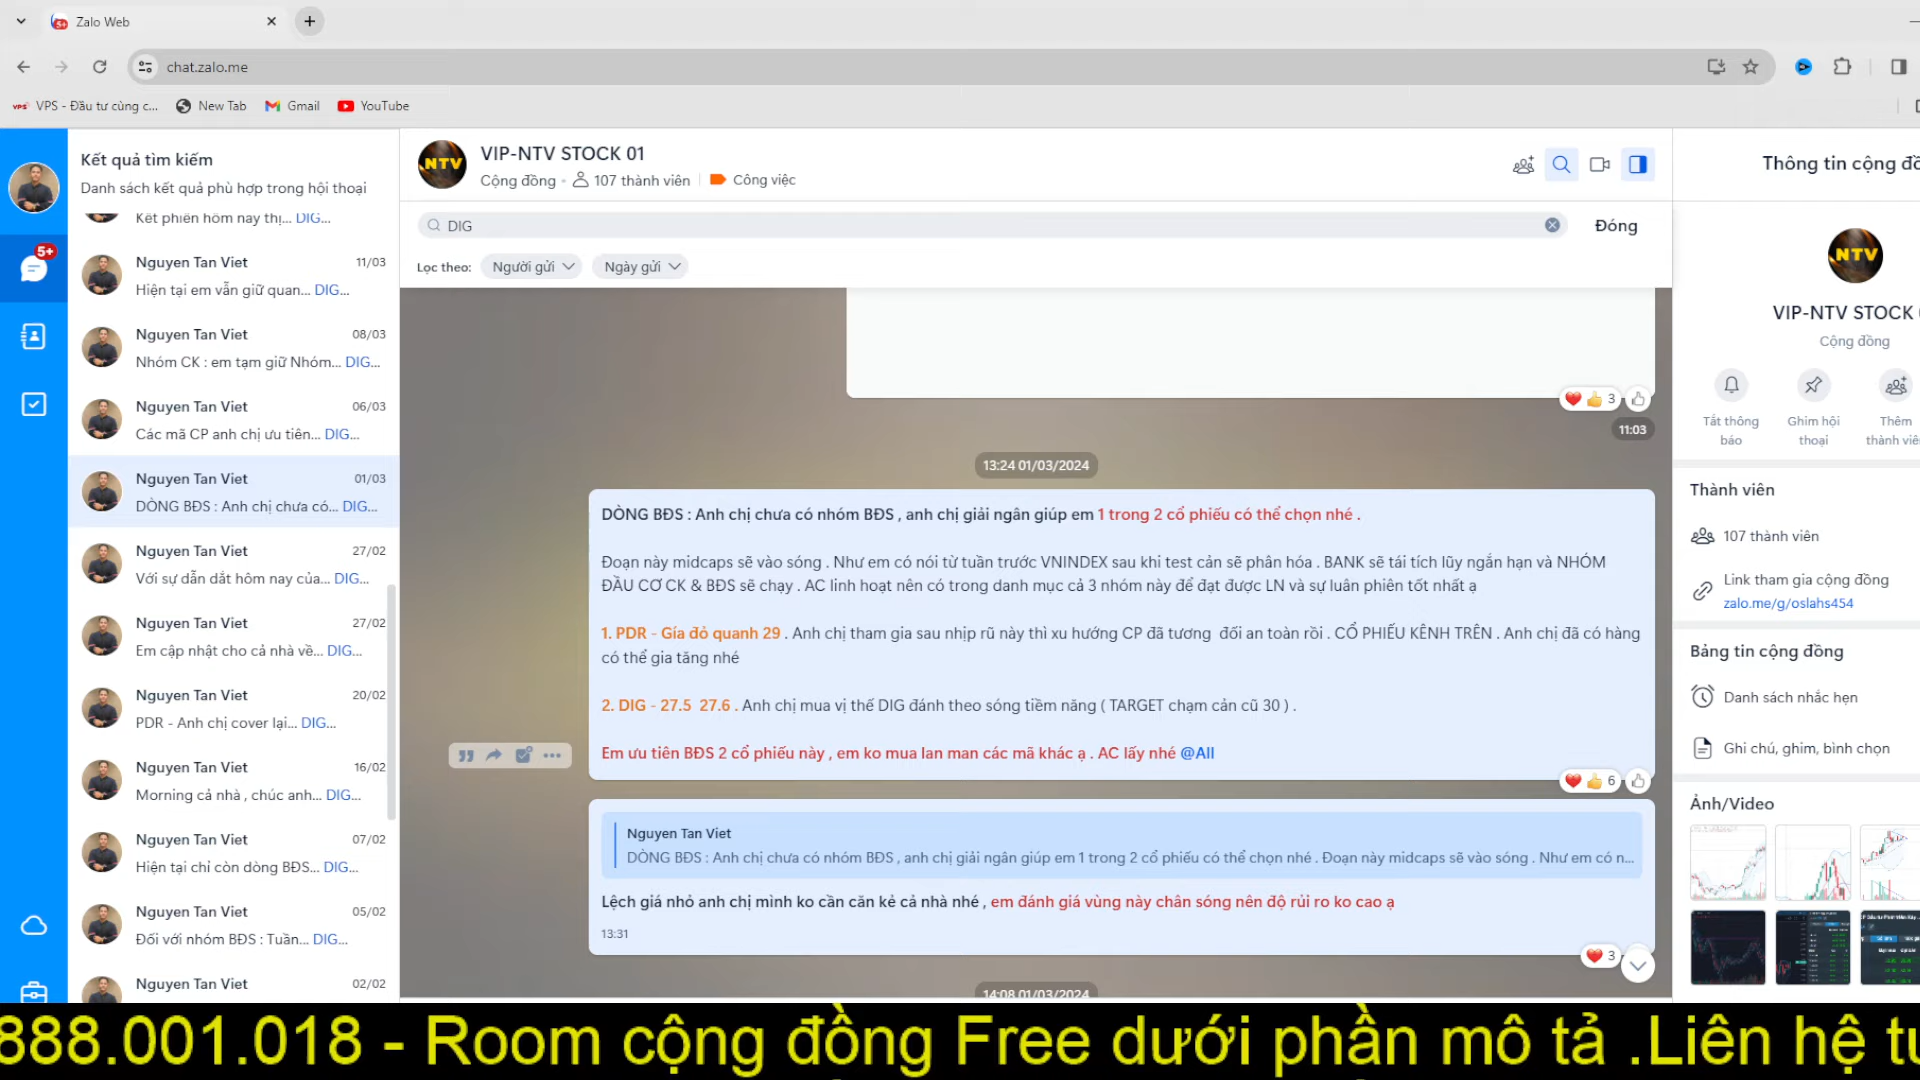 Zalo Web
chat.zalo.me
VPS - Đầu tư cùng c...
New Tab
Gmail
YouTube
5+
Kết quả tìm kiếm
Danh sách kết quả phù hợp trong hội thoại
Kết phiên hôm nay thị... DIG...
Nguyen Tan Viet 11/03
Hiện tại em vẫn giữ quan... DIG...
Nguyen Tan Viet 08/03
Nhóm CK : em tạm giữ Nhóm... DIG...
Nguyen Tan Viet 06/03
Các mã CP anh chị ưu tiên... DIG...
Nguyen Tan Viet 01/03
DÒNG BĐS : Anh chị chưa có... DIG...
Nguyen Tan Viet 27/02
Với sự dẫn dắt hôm nay của... DIG...
Nguyen Tan Viet 27/02
Em cập nhật cho cả nhà về... DIG...
Nguyen Tan Viet 20/02
PDR - Anh chị cover lại... DIG...
Nguyen Tan Viet 16/02
Morning cả nhà , chúc anh... DIG...
Nguyen Tan Viet 07/02
Hiện tại chỉ còn dòng BĐS... DIG...
Nguyen Tan Viet 05/02
Đối với nhóm BĐS : Tuần... DIG...
Nguyen Tan Viet 02/02
NTV
VIP-NTV STOCK 01
Cộng đồng - 107 thành viên | Công việc
DIG
Đóng
Lọc theo: Người gửi Ngày gửi
3
11:03
13:24 01/03/2024
DÒNG BĐS : Anh chị chưa có nhóm BĐS , anh chị giải ngân giúp em 1 trong 2 cổ phiếu có thể chọn nhé .
Đoạn này midcaps sẽ vào sóng . Như em có nói từ tuần trước VNINDEX sau khi test cản sẽ phân hóa . BANK sẽ tái tích lũy ngắn hạn và NHÓM
ĐẦU CƠ CK & BĐS sẽ chạy . AC linh hoạt nên có trong danh mục cả 3 nhóm này để đạt được LN và sự luân phiên tốt nhất ạ
1. PDR - Gía đỏ quanh 29 . Anh chị tham gia sau nhịp rũ này thì xu hướng CP đã tương đối an toàn rồi . CỔ PHIẾU KÊNH TRÊN . Anh chị đã có hàng
có thể gia tăng nhé
2. DIG - 27.5 27.6 . Anh chị mua vị thế DIG đánh theo sóng tiềm năng ( TARGET chạm cản cũ 30 ) .
Em ưu tiên BĐS 2 cổ phiếu này , em ko mua lan man các mã khác ạ . AC lấy nhé @All
6
Nguyen Tan Viet
DÒNG BĐS : Anh chị chưa có nhóm BĐS , anh chị giải ngân giúp em 1 trong 2 cổ phiếu có thể chọn nhé . Đoạn này midcaps sẽ vào sóng . Như em có n...
Lệch giá nhỏ anh chị mình ko cần căn kẻ cả nhà nhé , em đánh giá vùng này chân sóng nên độ rủi ro ko cao ạ
13:31
3
14:08 01/03/2024
Thông tin cộng đồ
NTV
VIP-NTV STOCK
Cộng đồng
Tắt thông báo
Ghim hội thoại
Thêm thành viê
Thành viên
107 thành viên
Link tham gia cộng đồng
zalo.me/g/oslahs454
Bảng tin cộng đồng
Danh sách nhắc hẹn
Ghi chú, ghim, bình chọn
Ảnh/Video
888.001.018 - Room cộng đồng Free dưới phần mô tả .Liên hệ tư